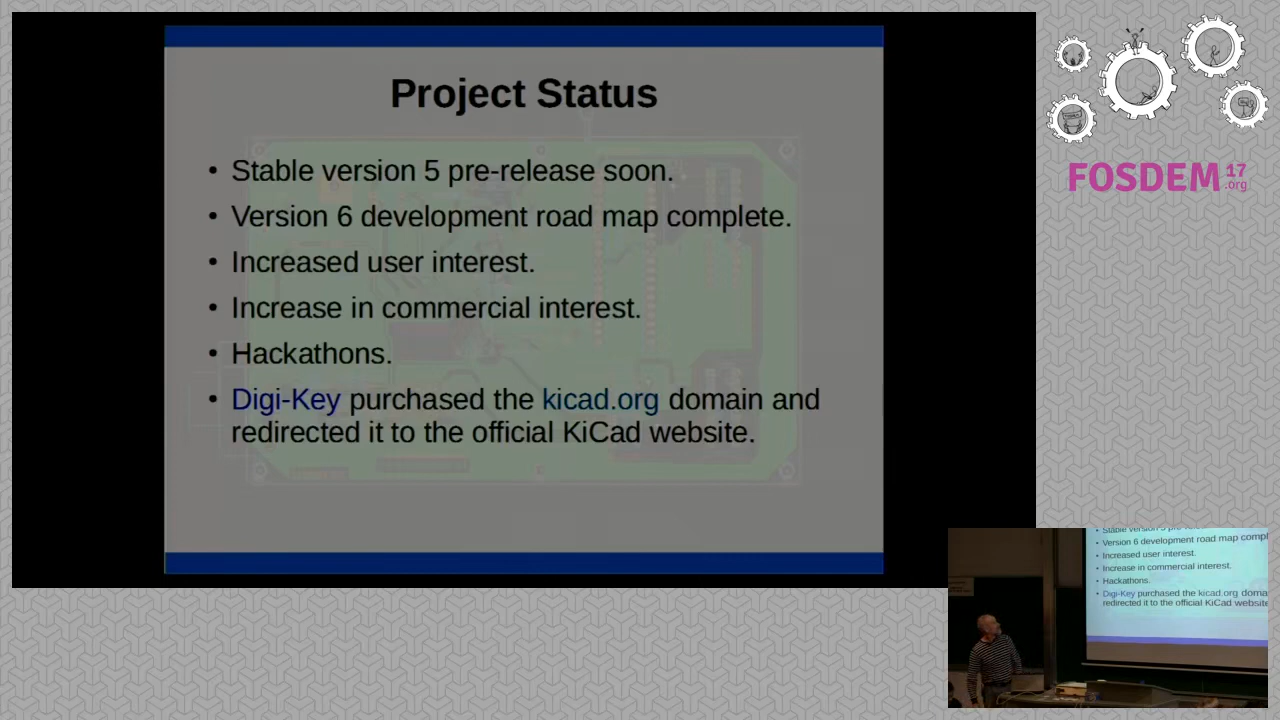 Project Status
• Stable version 5 pre-release soon.
• Version 6 development road map complete.
• Increased user interest.
• Increase in commercial interest.
• Hackathons.
• Digi-Key purchased the kicad.org domain and
redirected it to the official KiCad website.
FOSDEM 17
.org
• Version 6 development road map compl
• Increased user interest.
• Increase in commercial interest.
• Hackathons.
• Digi-Key purchased the kicad.org doma
redirected it to the official KiCad website